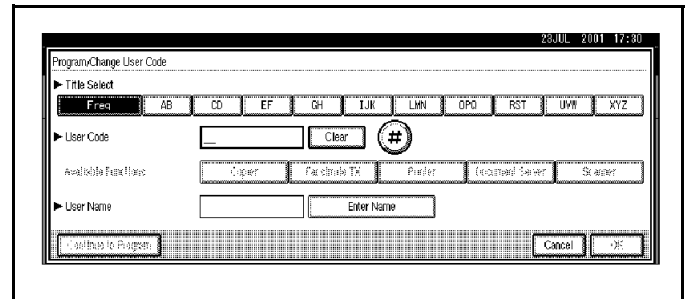 23JUL 2001 17:30
Program/Change User Code
► Title Select
Freq AB CD EF GH IJK LMN OPQ RST UVW XYZ
► User Code __ Clear #
Available Functions: Copier Facsimile TX Printer Document Server Scanner
► User Name Enter Name
Continue to Program Cancel OK